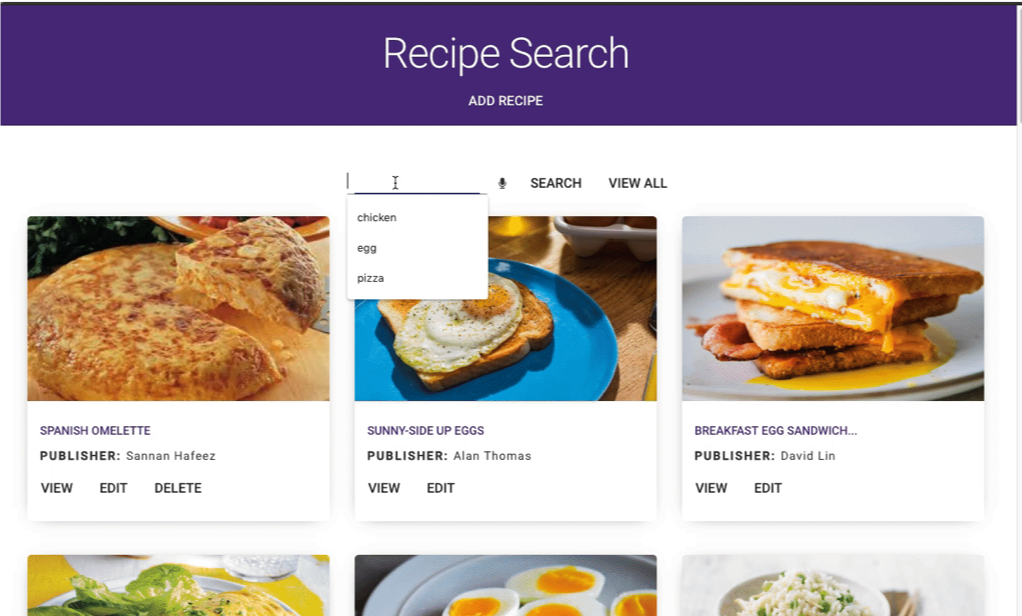 Recipe Search
ADD RECIPE
SEARCH VIEW ALL
chicken
egg
pizza
SPANISH OMELETTE
PUBLISHER: Sannan Hafeez
VIEW EDIT DELETE
SUNNY-SIDE UP EGGS
PUBLISHER: Alan Thomas
VIEW EDIT
BREAKFAST EGG SANDWICH...
PUBLISHER: David Lin
VIEW EDIT